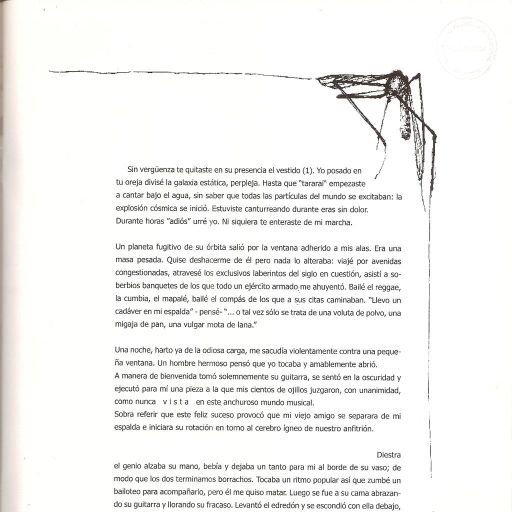 Sin vergüenza te quitaste en su presencia el vestido (1). Yo posado en
tu oreja divisé la galaxia estática, perpleja. Hasta que "tararaí" empezaste
a cantar bajo el agua, sin saber que todas las partículas del mundo se excitaban: la
explosión cósmica se inició. Estuviste canturreando durante eras sin dolor.
Durante horas "adiós" urré yo. Ni siquiera te enteraste de mi marcha.
Un planeta fugitivo de su órbita salió por la ventana adherido a mis alas. Era una
masa pesada. Quise deshacerme de él pero nada lo alteraba: viajé por avenidas
congestionadas, atravesé los exclusivos laberintos del siglo en cuestión, asistí a so-
berbios banquetes de los que todo un ejército armado me ahuyentó. Bailé el reggae,
la cumbia, el mapalé, bailé el compás de los que a sus citas caminaban. "Llevo un
cadáver en mi espalda" - pensé- "... o tal vez sólo se trata de una voluta de polvo, una
migaja de pan, una vulgar mota de lana."
Una noche, harto ya de la odiosa carga, me sacudía violentamente contra una peque-
ña ventana. Un hombre hermoso pensó que yo tocaba y amablemente abrió.
A manera de bienvenida tomó solemnemente su guitarra, se sentó en la oscuridad y
ejecutó para mí una pieza a la que mis cientos de ojillos juzgaron, con unanimidad,
como nunca v i s t a en este anchuroso mundo musical.
Sobra referir que este feliz suceso provocó que mi viejo amigo se separara de mi
espalda e iniciara su rotación en torno al cerebro ígneo de nuestro anfitrión.
Diestra
el genio alzaba su mano, bebía y dejaba un tanto para mi al borde de su vaso; de
modo que los dos terminamos borrachos. Tocaba un ritmo popular así que zumbé un
bailoteo para acompañarlo, pero él me quiso matar. Luego se fue a su cama abrazan-
do su guitarra y llorando su fracaso. Levantó el edredón y se escondió con ella debajo,